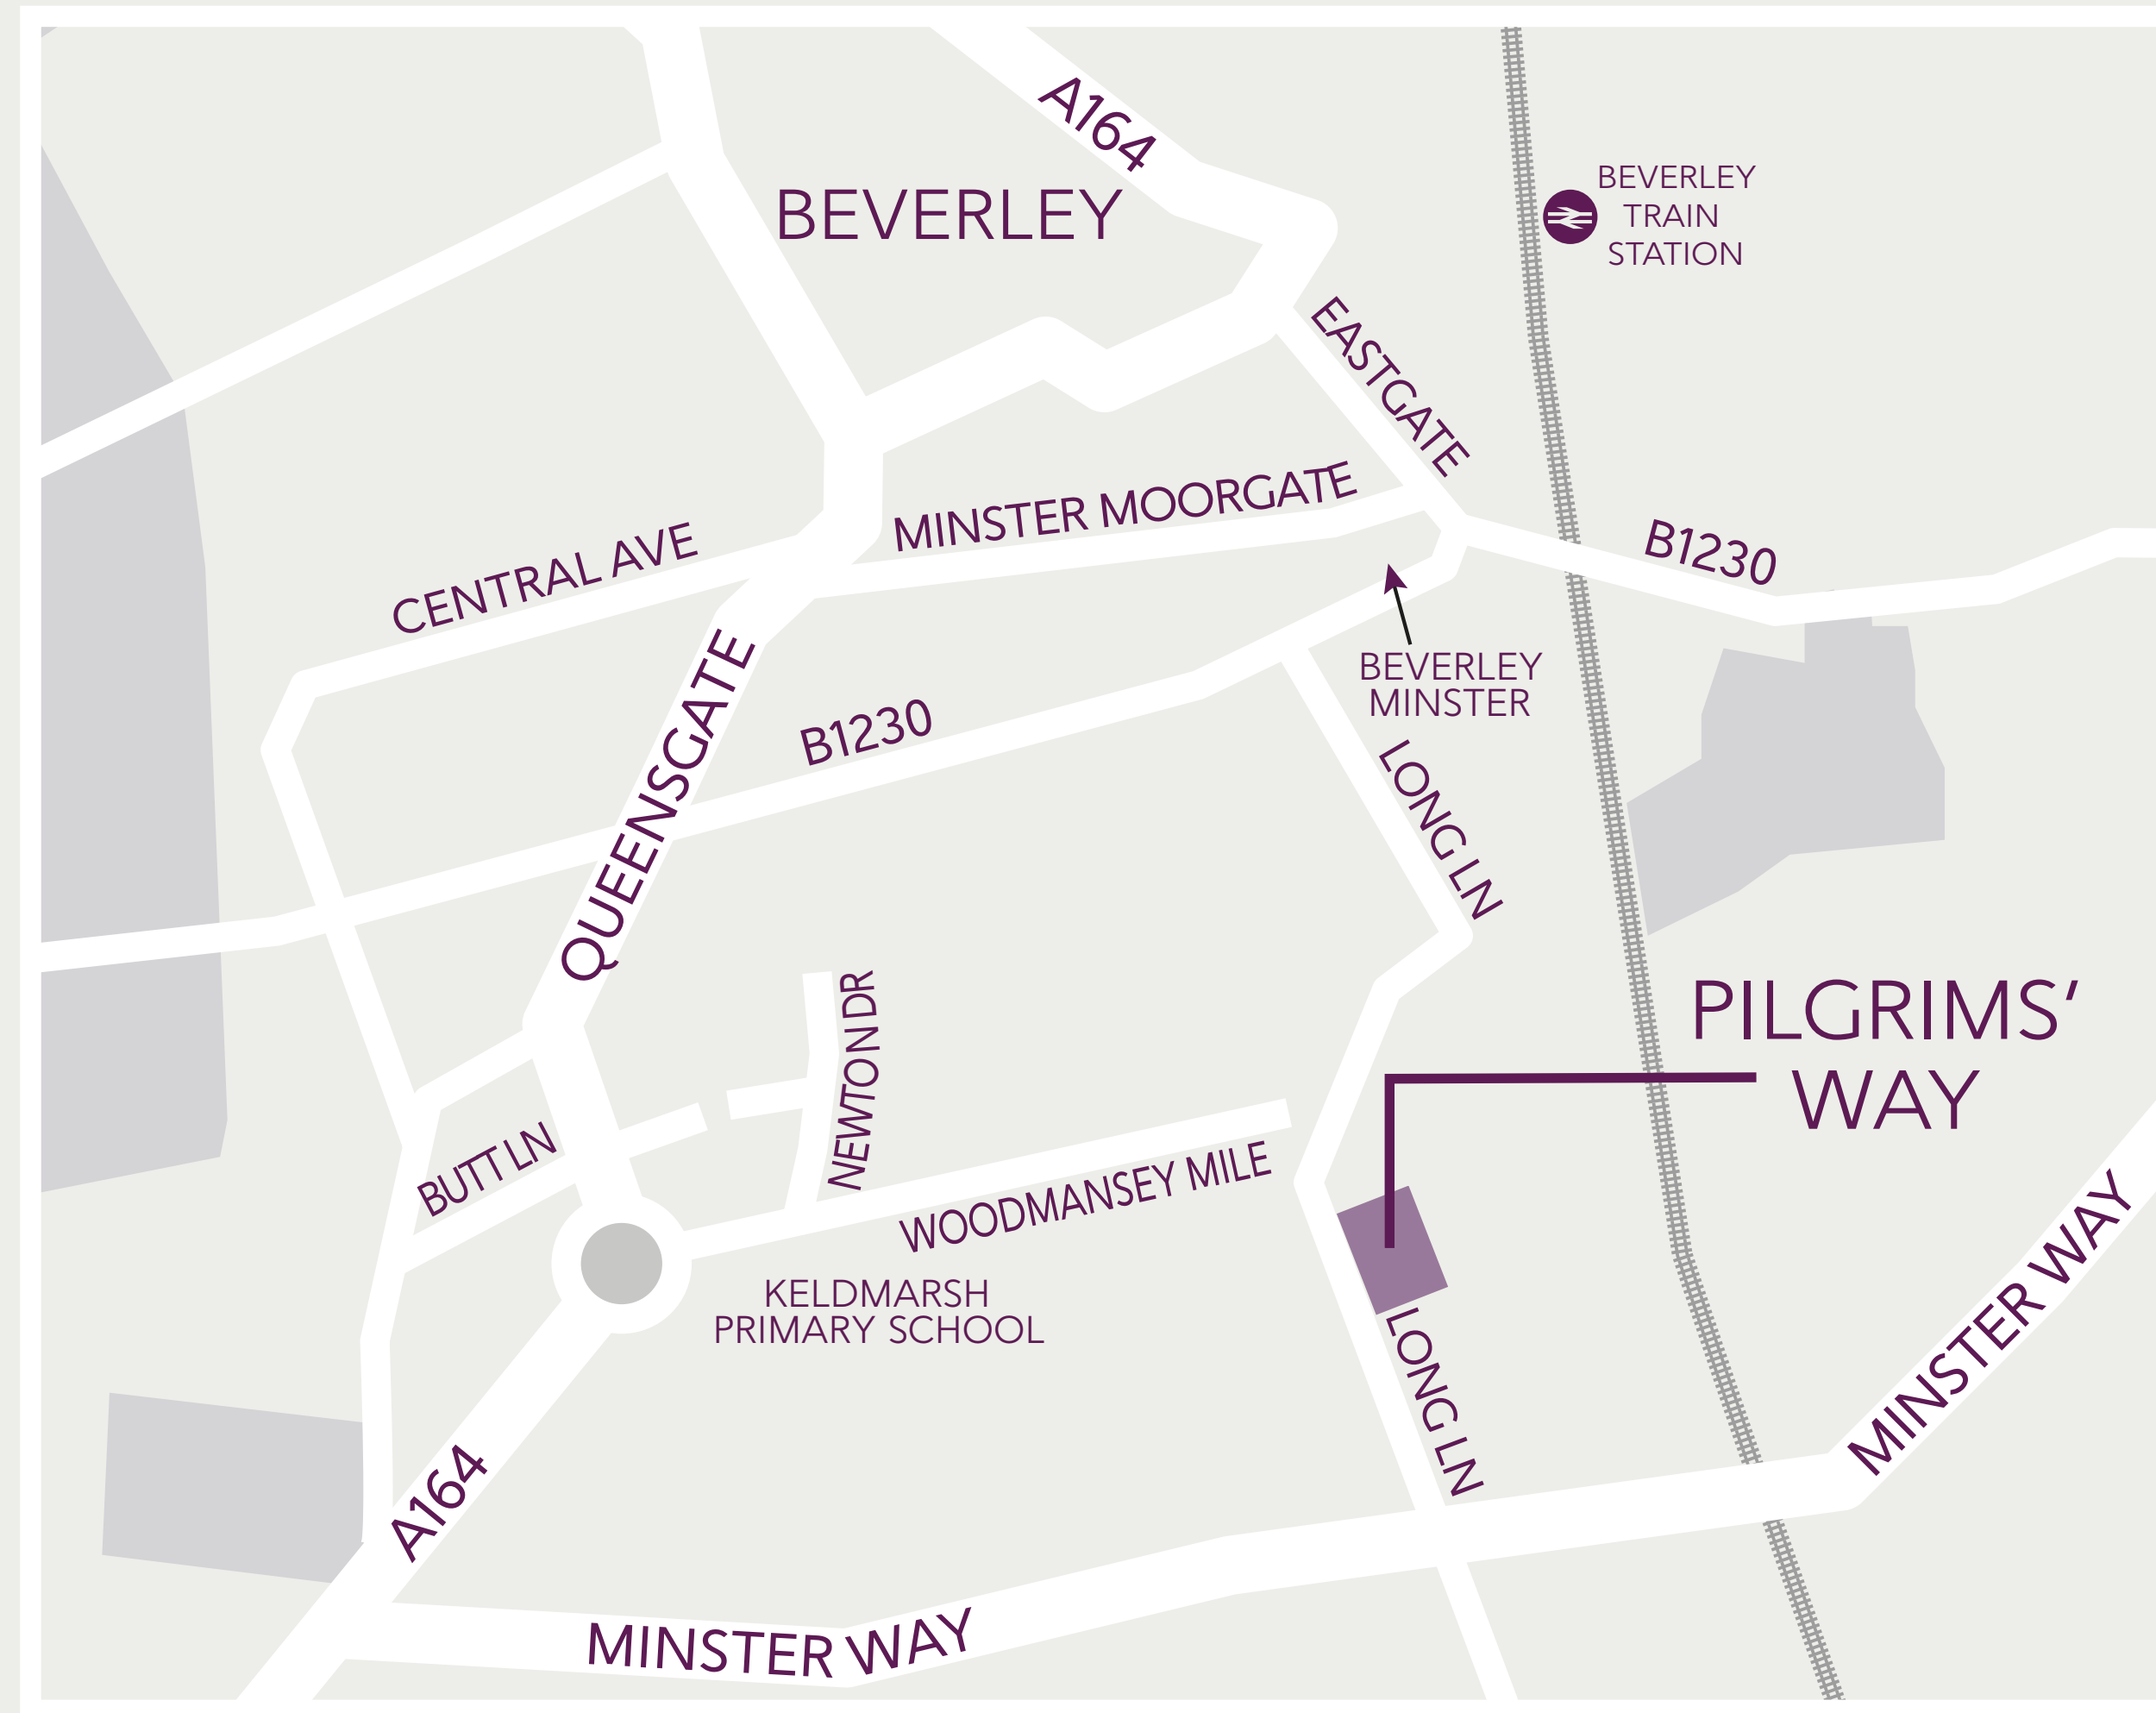 A164
BEVERLEY
BEVERLEY
TRAIN
STATION
EASTGATE
MINSTER MOORGATE
CENTRAL AVE
B1230
BEVERLEY
MINSTER
QUEENSGATE
B1230
LONG LN
NEWTON DR
PILGRIMS‘
WAY
BUTT LN
WOODMANSEY MILE
KELDMARSH
PRIMARY SCHOOL
MINSTER WAY
LONG LN
A164
MINSTER WAY